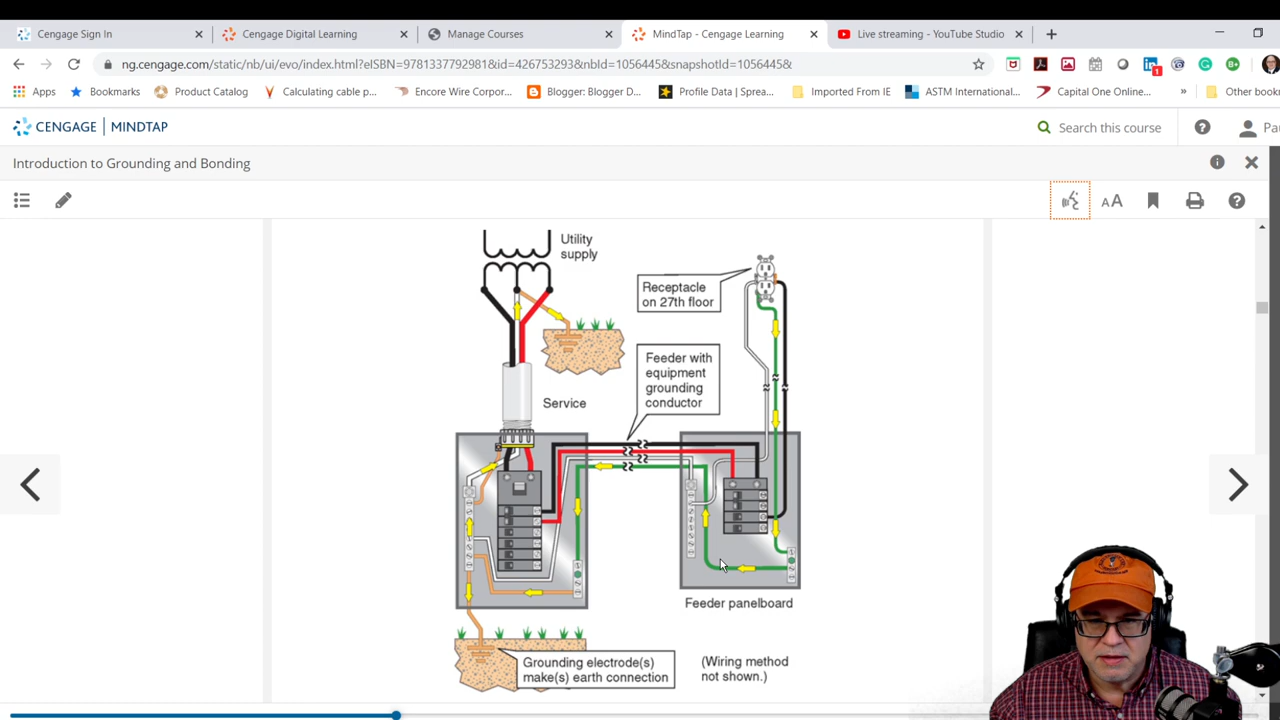 Cengage Sign In
Cengage Digital Learning
Manage Courses
MindTap - Cengage Learning
Live streaming - YouTube Studio
ng.cengage.com/static/nb/ui/evo/index.html?eISBN=9781337792981&id=426753293&nbId=1056445&snapshotId=1056445&
1
Apps
Bookmarks
Product Catalog
Calculating cable p...
Encore Wire Corpor...
Blogger: Blogger D...
Profile Data | Sprea...
Imported From IE
ASTM International...
Capital One Online...
Other book
CENGAGE | MINDTAP
Search this course
Introduction to Grounding and Bonding
AA
Utility
supply
Receptacle
on 27th floor
Feeder with
equipment
grounding
conductor
Service
Feeder panelboard
Grounding electrode(s)
make(s) earth connection
(Wiring method
not shown.)